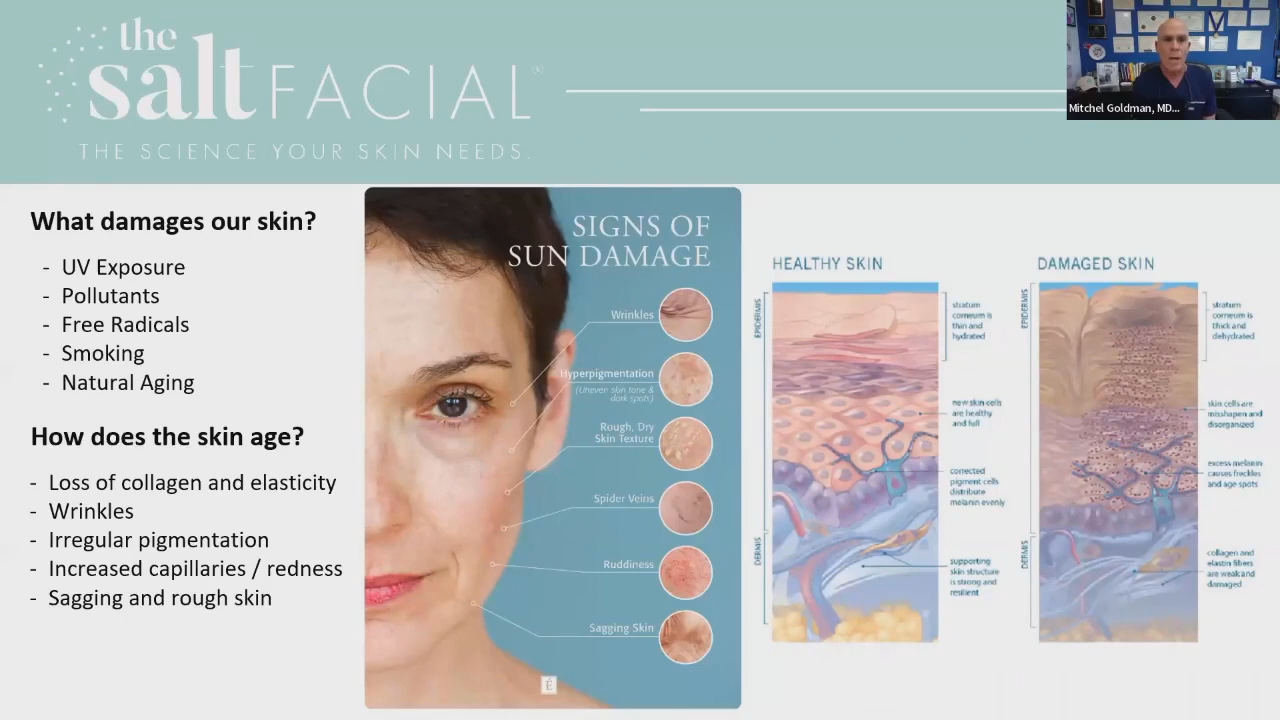 the
salt FACIAL
THE SCIENCE YOUR SKIN NEEDS.
Mitchel Goldman, MD...
What damages our skin?
- UV Exposure
- Pollutants
- Free Radicals
- Smoking
- Natural Aging
How does the skin age?
- Loss of collagen and elasticity
- Wrinkles
- Irregular pigmentation
- Increased capillaries / redness
- Sagging and rough skin
SIGNS OF
SUN DAMAGE
Wrinkles
Hyperpigmentation
(Uneven skin tone &
dark spots)
Rough, Dry
Skin Texture
Spider Veins
Ruddiness
Sagging Skin
É
HEALTHY SKIN
EPIDERMIS
DERMIS
stratum
corneum is
thin and
hydrated
new skin cells
are healthy
and full
corrected
pigment cells
distribute
melanin evenly
supporting
skin structure
is strong and
resilient
DAMAGED SKIN
EPIDERMIS
DERMIS
stratum
corneum is
thick and
dehydrated
skin cells are
misshapen and
disorganized
excess melanin
causes freckles
and age spots
collagen and
elastin fibers
are weak and
damaged